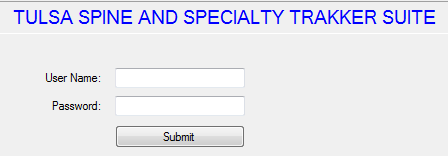 TULSA SPINE AND SPECIALTY TRAKKER SUITE
User Name:
Password:
Submit